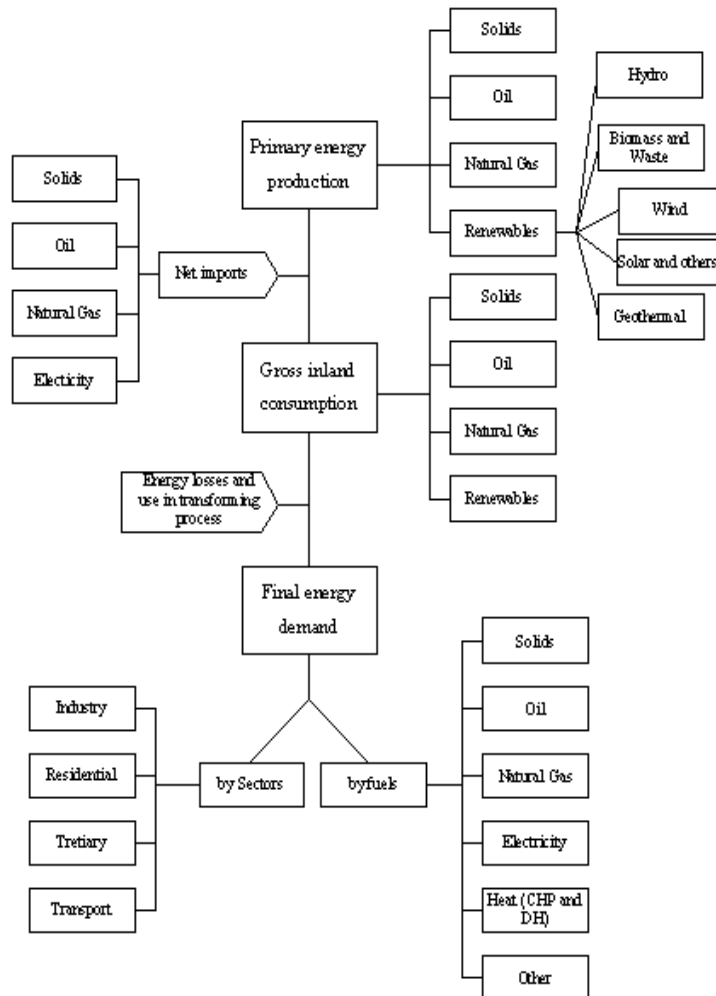 Solids
Oil
Natural Gas
Renewables
Hydro
Biomass and
Waste
Wind
Solar and others
Geothermal
Primary energy
production
Solids
Oil
Natural Gas
Electicity
Net imports
Gross inland
consumption
Solids
Oil
Natural Gas
Renewables
Energy losses and
use in transforming
process
Final energy
demand
by Sectors
by fuels
Industry
Residential
Tretiary
Transport
Solids
Oil
Natural Gas
Electricity
Heat (CHP and
DH)
Other